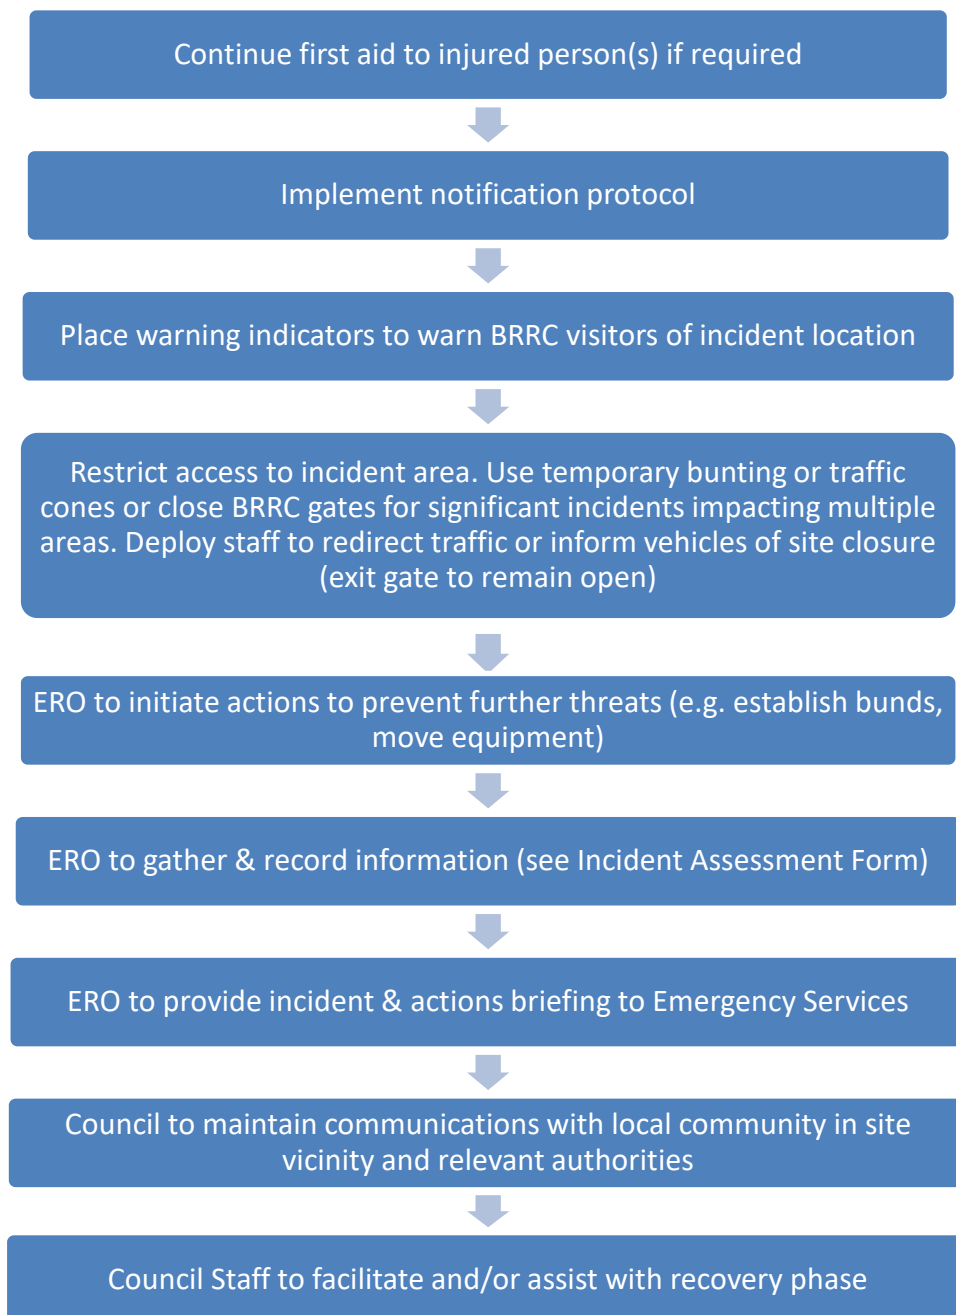 Continue first aid to injured person(s) if required
Implement notification protocol
Place warning indicators to warn BRRC visitors of incident location
Restrict access to incident area. Use temporary bunting or traffic
cones or close BRRC gates for significant incidents impacting multiple
areas. Deploy staff to redirect traffic or inform vehicles of site closure
(exit gate to remain open)
ERO to initiate actions to prevent further threats (e.g. establish bunds,
move equipment)
ERO to gather & record information (see Incident Assessment Form)
ERO to provide incident & actions briefing to Emergency Services
Council to maintain communications with local community in site
vicinity and relevant authorities
Council Staff to facilitate and/or assist with recovery phase